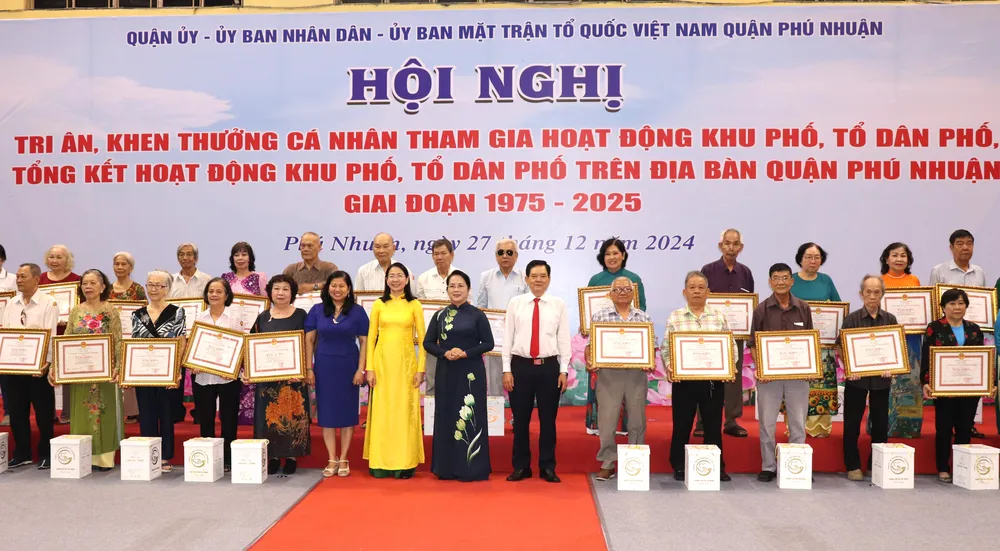 QUẬN ỦY - ỦY BAN NHÂN DÂN - ỦY BAN MẶT TRẬN TỔ QUỐC VIỆT NAM QUẬN PHÚ NHUẬN
HỘI NGHỊ
TRI ÂN, KHEN THƯỞNG CÁ NHÂN THAM GIA HOẠT ĐỘNG KHU PHỐ, TỔ DÂN PHỐ,
TỔNG KẾT HOẠT ĐỘNG KHU PHỐ, TỔ DÂN PHỐ TRÊN ĐỊA BÀN QUẬN PHÚ NHUẬN
GIAI ĐOẠN 1975 - 2025
Phú Nhuận, ngày 27 tháng 12 năm 2024